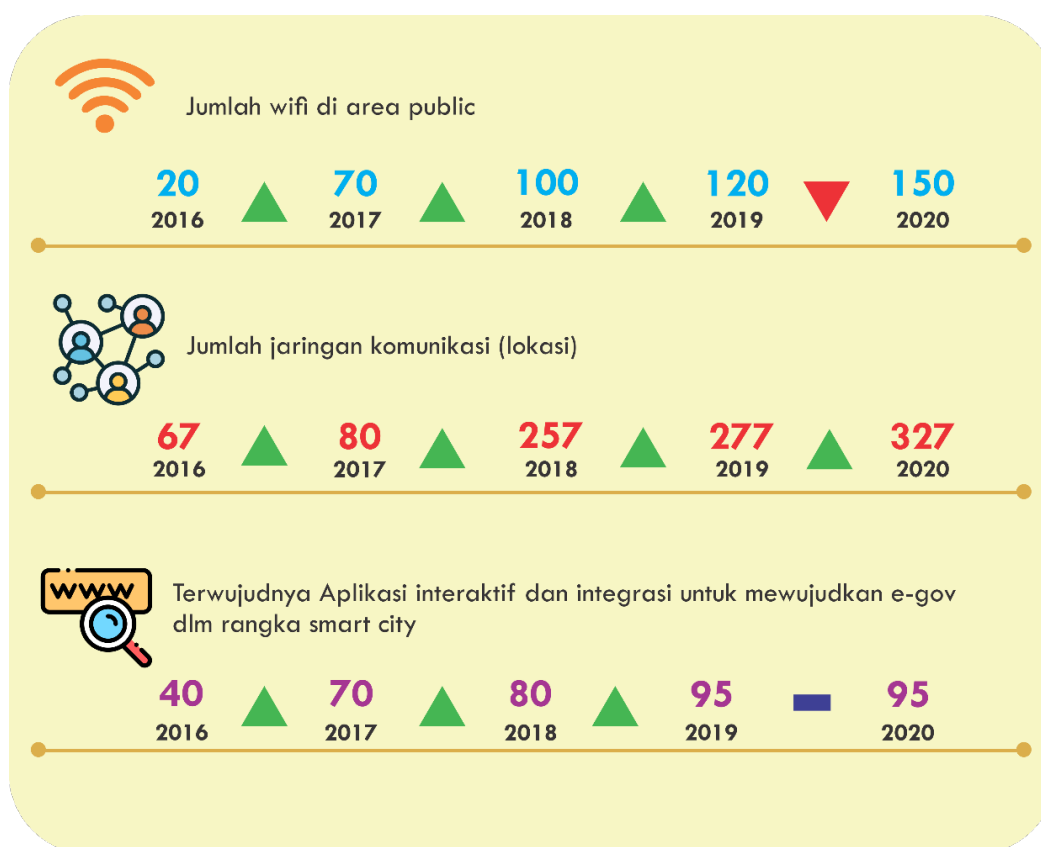 Jumlah wifi di area public
20 70 100 120 150
2016 2017 2018 2019 2020
Jumlah jaringan komunikasi (lokasi)
67 80 257 277 327
2016 2017 2018 2019 2020
www
Terwujudnya Aplikasi interaktif dan integrasi untuk mewujudkan e-gov
dlm rangka smart city
40 70 80 95 95
2016 2017 2018 2019 2020